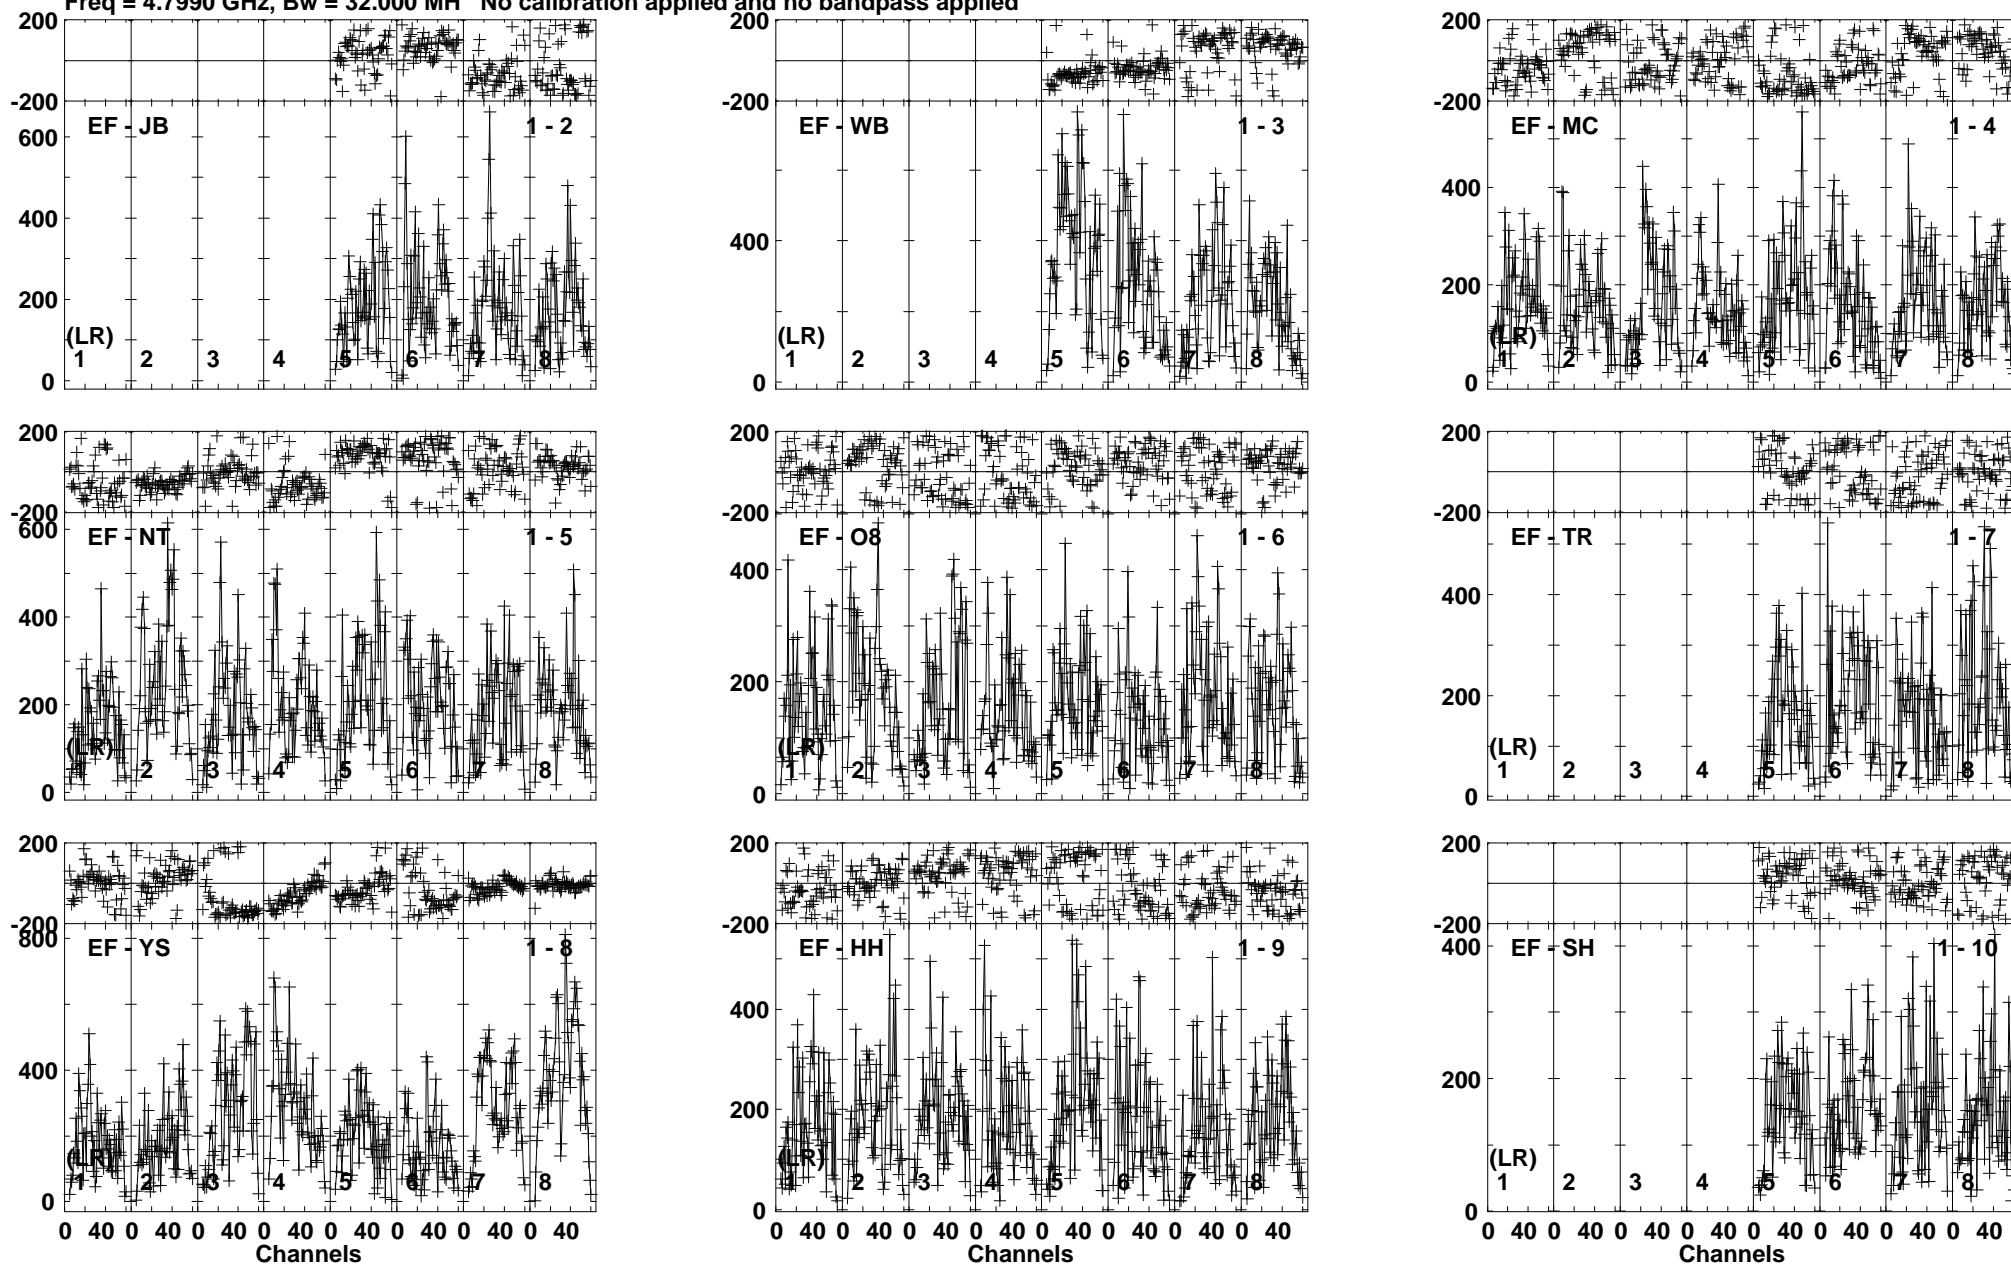 Freq = 4.7990 GHz, Bw = 32.000 MH No calibration applied and no bandpass applied
200 200 200
-200 -200 -200
EF - JB 1 - 2 EF - WB 1 - 3 EF - MC 1 - 4
600
400 400 400
200 200
(LR) (LR) (LR)
1 2 3 4 5 6 7 8 1 2 3 4 5 6 7 8 1 2 3 4 5 6 7 8
0 0 0
200 200 200
-200 -200 -200
600
EF - NT 1 - 5 EF - O8 1 - 6 EF - TR 1 - 7
400 400 400
200 200 200
(LR) (LR) (LR)
1 2 3 4 5 6 7 8 1 2 3 4 5 6 7 8 1 2 3 4 5 6 7 8
0 0 0
200 200 200
-200 -200 -200
800 400
EF - YS 1 - 8 EF - HH 1 - 9 EF - SH 1 - 10
400 400
200 200
(LR) (LR) (LR)
1 2 3 4 5 6 7 8 1 2 3 4 5 6 7 8 1 2 3 4 5 6 7 8
0 0 0
0 40 0 40 0 40 0 40 0 40 0 40 0 40 0 40 0 40 0 40 0 40 0 40 0 40 0 40 0 40 0 40 0 40 0 40 0 40 0 40 0 40 0 40 0 40 0 40
Channels Channels Channels